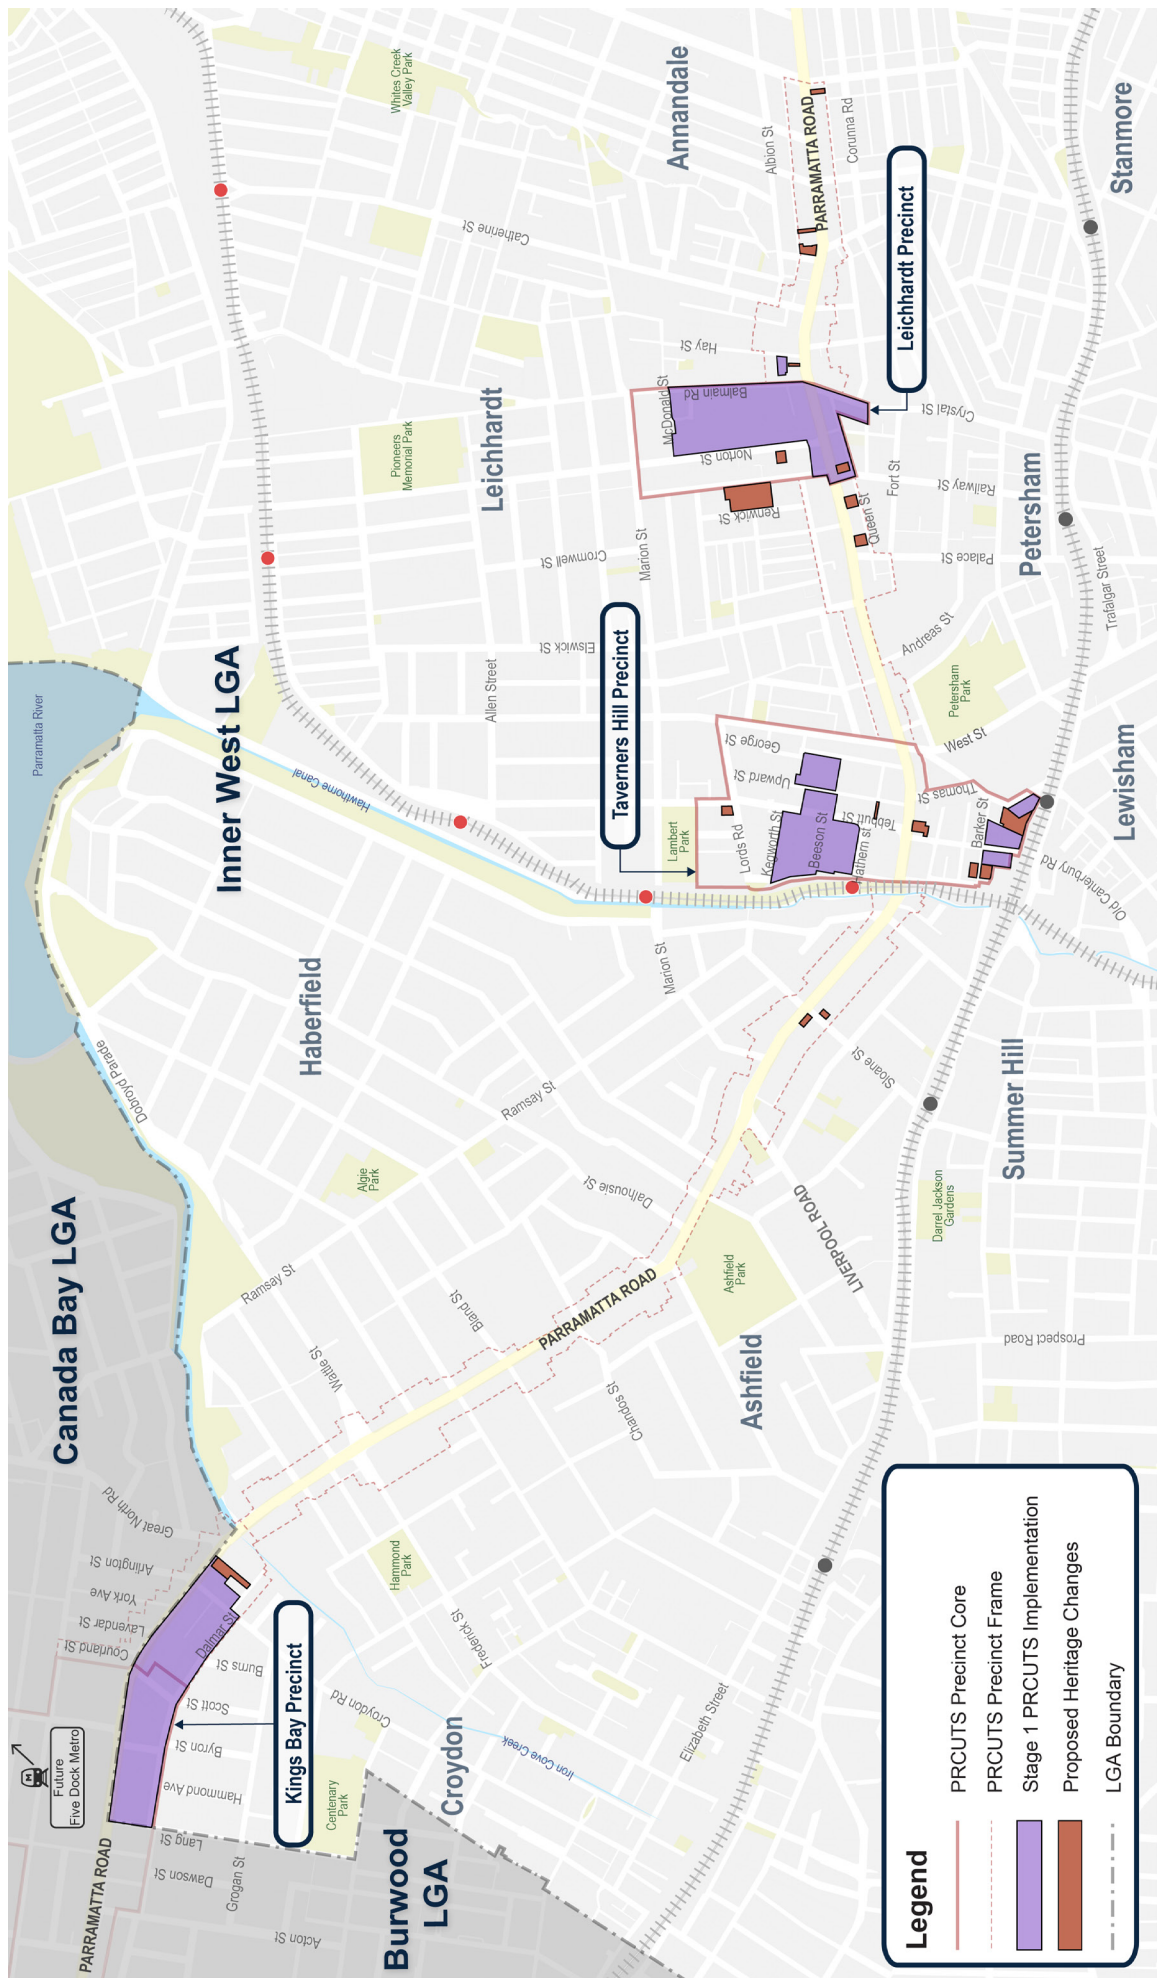 Parramatta River
Canada Bay LGA
Inner West LGA
Burwood
LGA
Dobroyd Parade
Hawthorne Canal
Haberfield
Leichhardt
Annandale
Stanmore
Petersham
Lewisham
Summer Hill
Ashfield
Croydon
Whites Creek
Valley Park
Pioneers
Memorial Park
Lambert
Park
Petersham
Park
Algie
Park
Darrel Jackson
Gardens
Ashfield
Park
Hammond
Park
Centenary
Park
Future
Five Dock Metro
Kings Bay Precinct
Taverners Hill Precinct
Leichhardt Precinct
PARRAMATTA ROAD
PARRAMATTA ROAD
PARRAMATTA ROAD
LIVERPOOL ROAD
Great North Rd
Arlington St
York Ave
Lavendar St
Courland St
Dalmar St
Burns St
Scott St
Byron St
Hammond Ave
Lang St
Dawson St
Grogan St
Acton St
Croydon Rd
Iron Cove Creek
Frederick St
Elizabeth Street
Wattle St
Ramsay St
Ramsay St
Bland St
Chandos St
Dalhousie St
Prospect Road
Sloane St
Marion St
Marion St
Allen Street
Elswick St
Cromwell St
Renwick St
Norton St
McDonald St
Balmain Rd
Hay St
Catherine St
Albion St
Corunna Rd
Crystal St
Fort St
Railway St
Queen St
Palace St
Trafalgar Street
Andreas St
West St
Thomas St
Barker St
Old Canterbury Rd
George St
Upward St
Tebbutt St
Beeson St
Hathern st
Kegworth St
Lords Rd
Legend
PRCUTS Precinct Core
PRCUTS Precinct Frame
Stage 1 PRCUTS Implementation
Proposed Heritage Changes
LGA Boundary